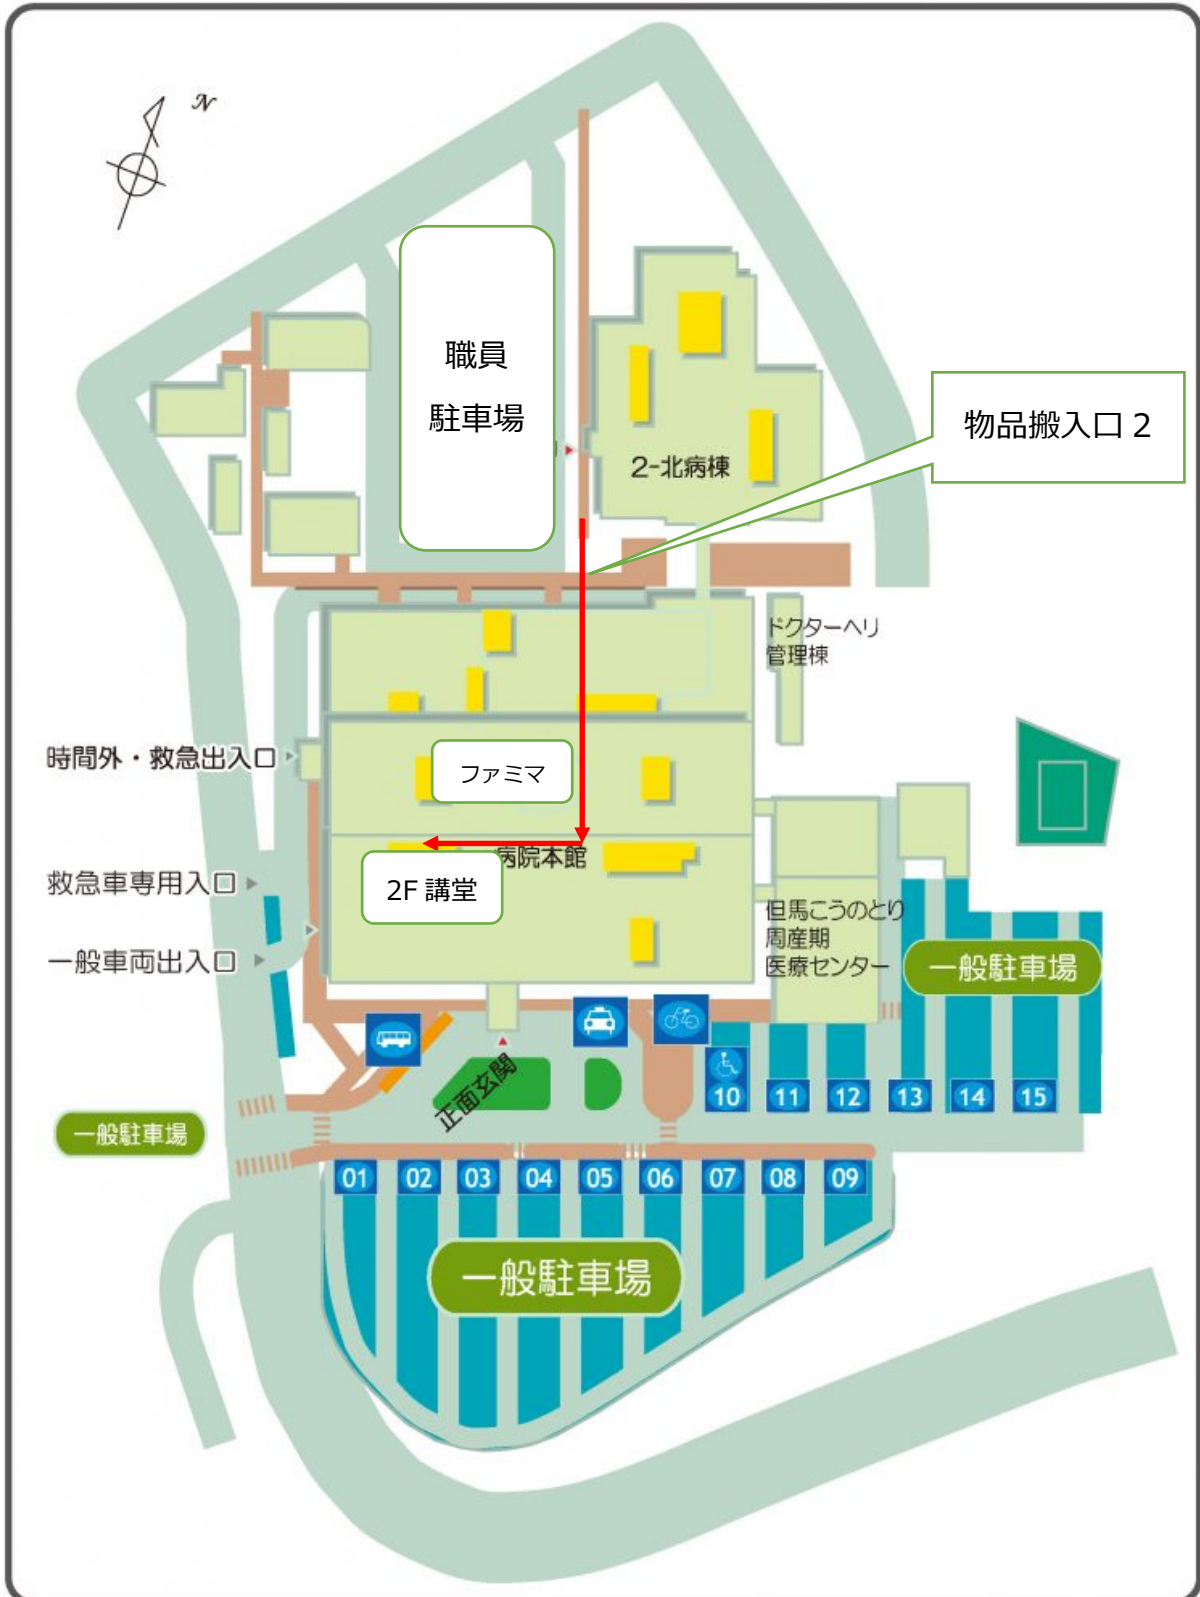 N
職員
駐車場
物品搬入口 2
2-北病棟
ドクターヘリ
管理棟
時間外・救急出入口
ファミマ
病院本館
2F 講堂
救急車専用入口
一般車両出入口
但馬こうのとり
周産期
医療センター
一般駐車場
正面玄関
10
11
12
13
14
15
一般駐車場
01
02
03
04
05
06
07
08
09
一般駐車場